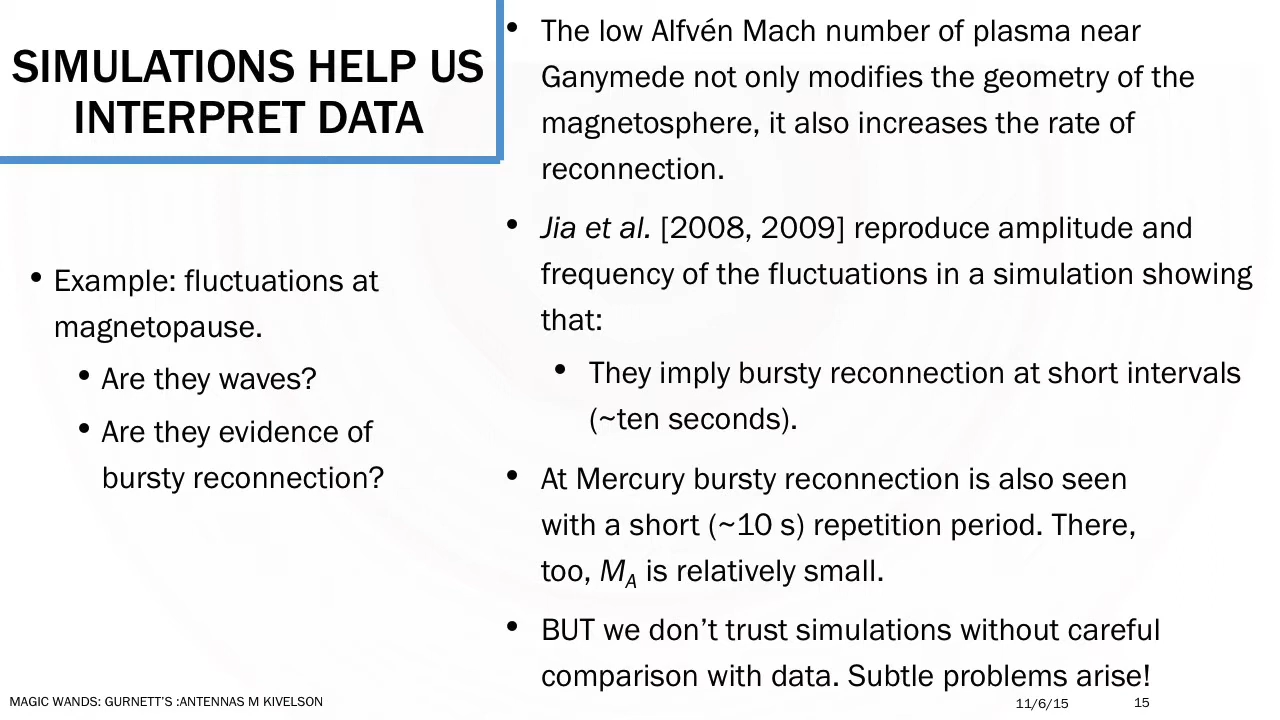 SIMULATIONS HELP US
INTERPRET DATA
• Example: fluctuations at
magnetopause.
• Are they waves?
• Are they evidence of
bursty reconnection?
• The low Alfvén Mach number of plasma near
Ganymede not only modifies the geometry of the
magnetosphere, it also increases the rate of
reconnection.
• Jia et al. [2008, 2009] reproduce amplitude and
frequency of the fluctuations in a simulation showing
that:
• They imply bursty reconnection at short intervals
(~ten seconds).
• At Mercury bursty reconnection is also seen
with a short (~10 s) repetition period. There,
too, MA is relatively small.
• BUT we don’t trust simulations without careful
comparison with data. Subtle problems arise!
MAGIC WANDS: GURNETT’S :ANTENNAS M KIVELSON
11/6/15
15